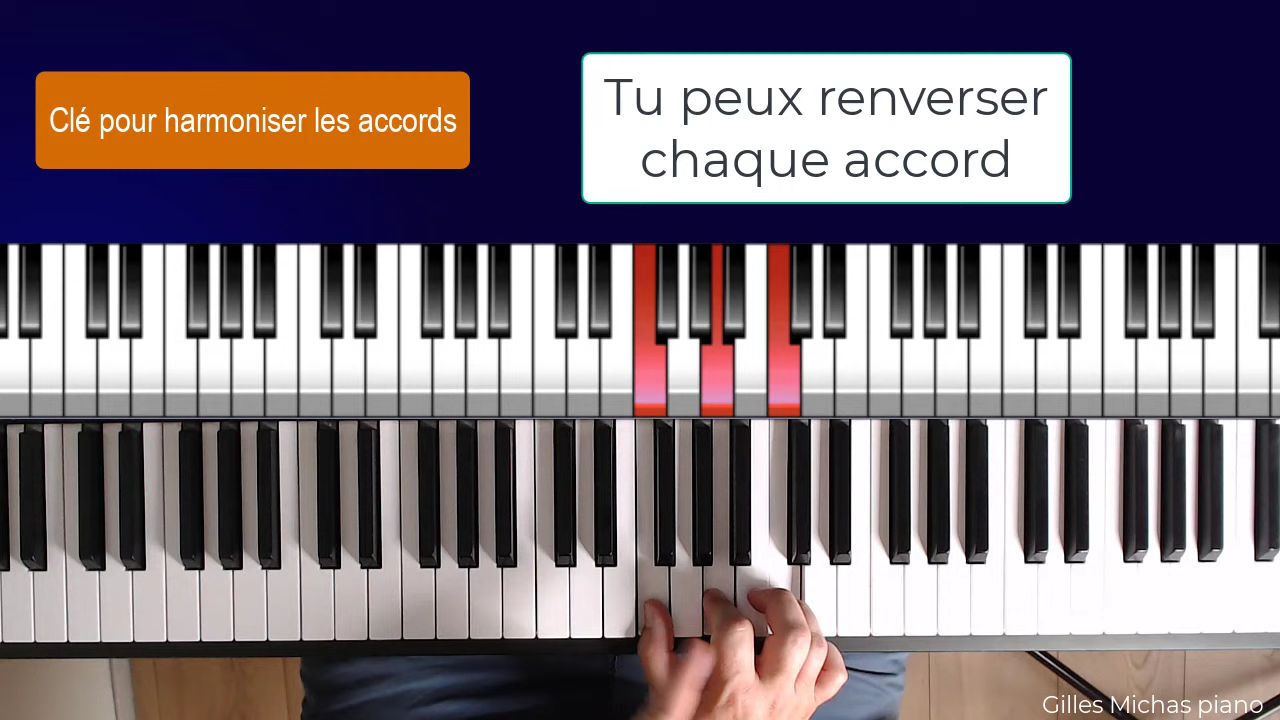 Clé pour harmoniser les accords
Tu peux renverser
chaque accord
Gilles Michas piano